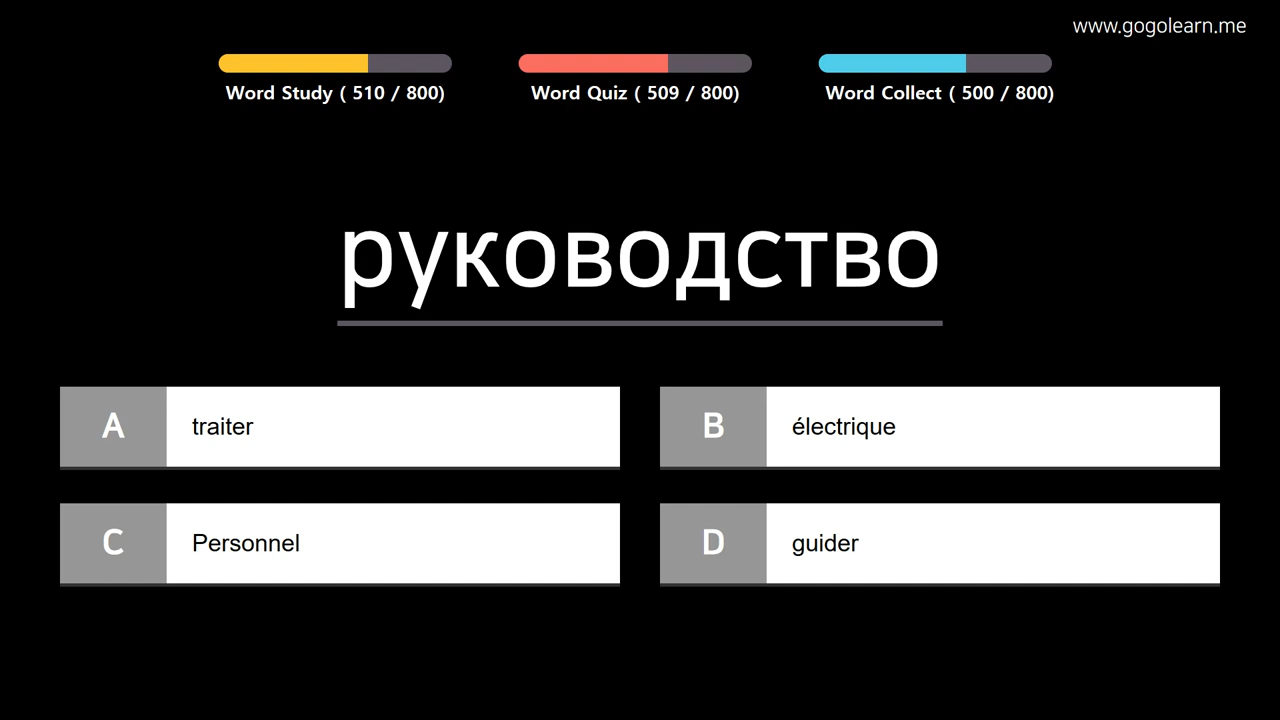 www.gogolearn.me
Word Study ( 510 / 800)
Word Quiz ( 509 / 800)
Word Collect ( 500 / 800)
руководство
A traiter
B électrique
C Personnel
D guider